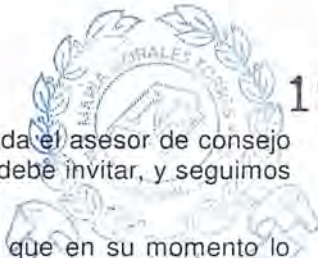 1
da el asesor de consejo
debe invitar, y seguimos
que en su momento lo